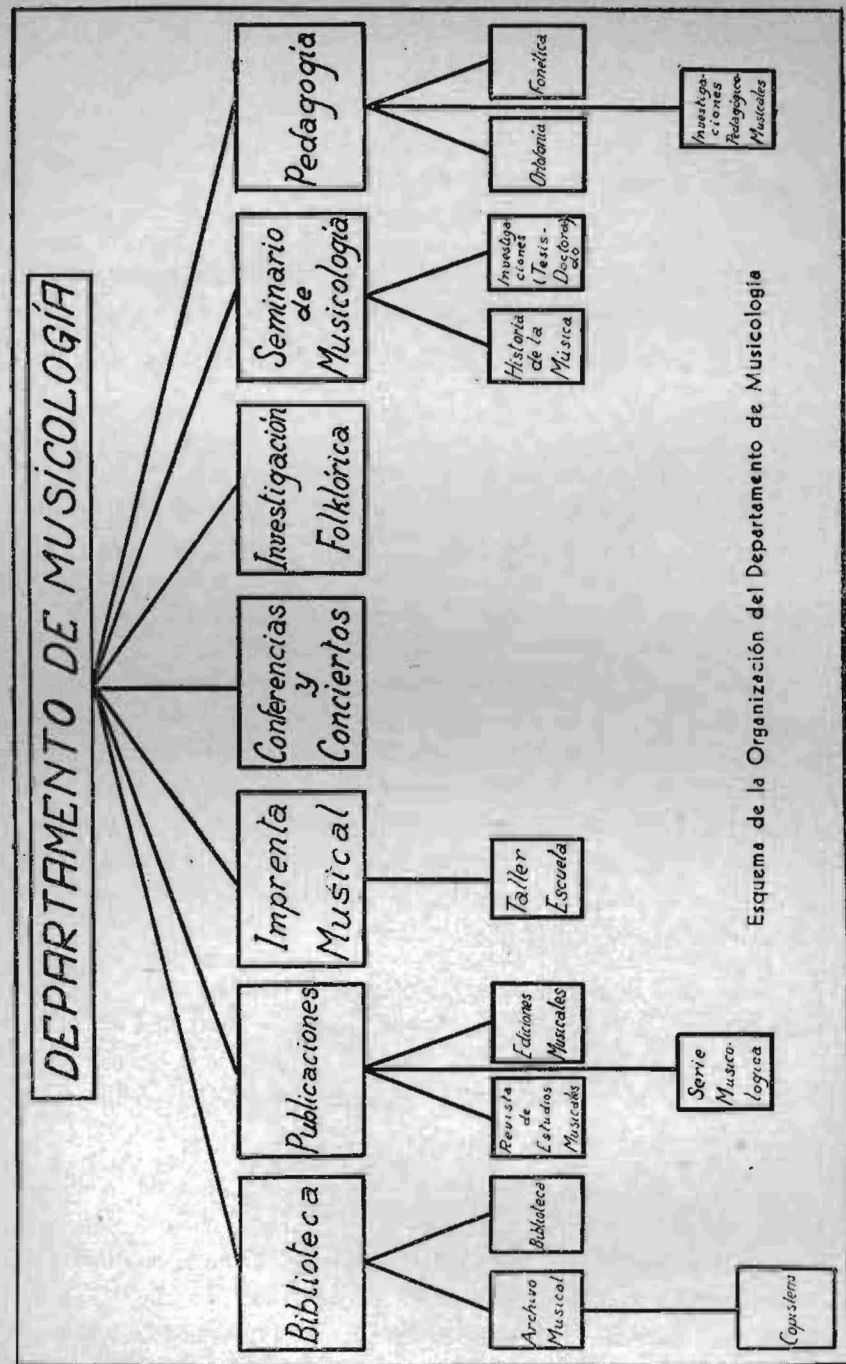 DEPARTAMENTO DE MUSICOLOGÍA
Biblioteca
Publicaciones
Imprenta
Musical
Conferencias
y
Conciertos
Investigación
Folklórica
Seminario
de
Musicología
Pedagogía
Archivo
Musical
Biblioteca
Revista
de
Estudios
Musicales
Ediciones
Musicales
Taller
Escuela
Historia
de la
Música
Investiga-
ciones
(Tesis-
Doctora
do
Ortofonía
Fonética
Copistería
Serie
Musico-
logica
Investiga-
ciones
Pedagógico
Musicales
Esquema de la Organización del Departamento de Musicología